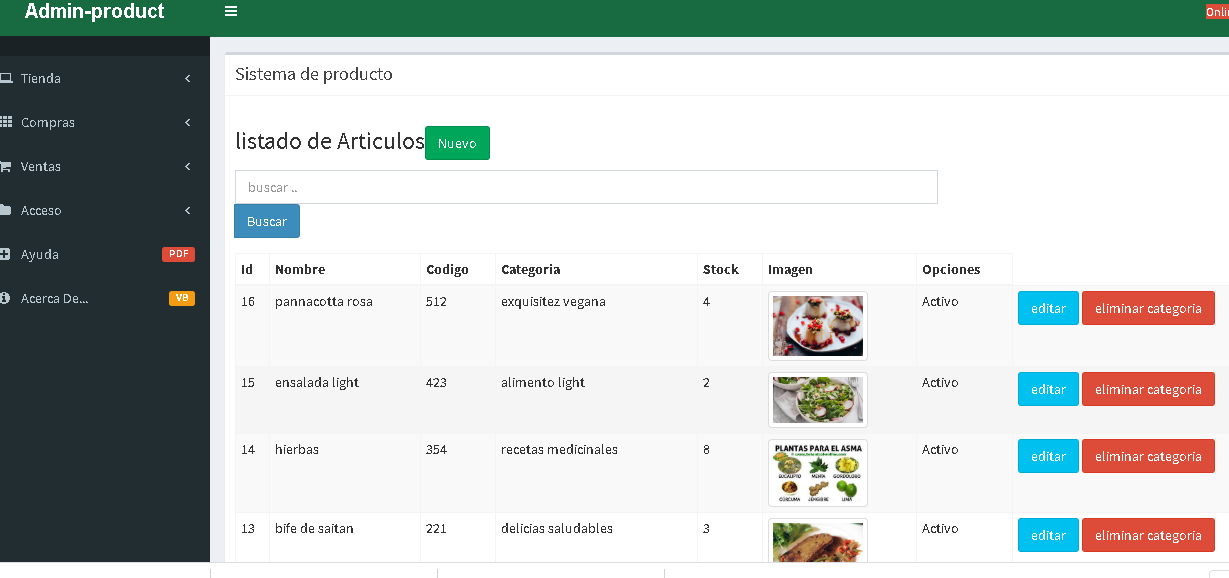 Admin-product
Onli
Tienda
Compras
Ventas
Acceso
Ayuda PDF
Acerca De... VB
Sistema de producto
listado de Articulos Nuevo
buscar ..
Buscar
Id Nombre Codigo Categoria Stock Imagen Opciones
16 pannacotta rosa 512 exquisitez vegana 4 Activo editar eliminar categoria
15 ensalada light 423 alimento light 2 Activo editar eliminar categoria
14 hierbas 354 recetas medicinales 8 Activo editar eliminar categoria
PLANTAS PARA EL ASMA
EUCALIPTO MENTA GORDOLOBO
CÚRCUMA JENGIBRE LIMA
13 bife de saitan 221 delicias saludables 3 Activo editar eliminar categoria